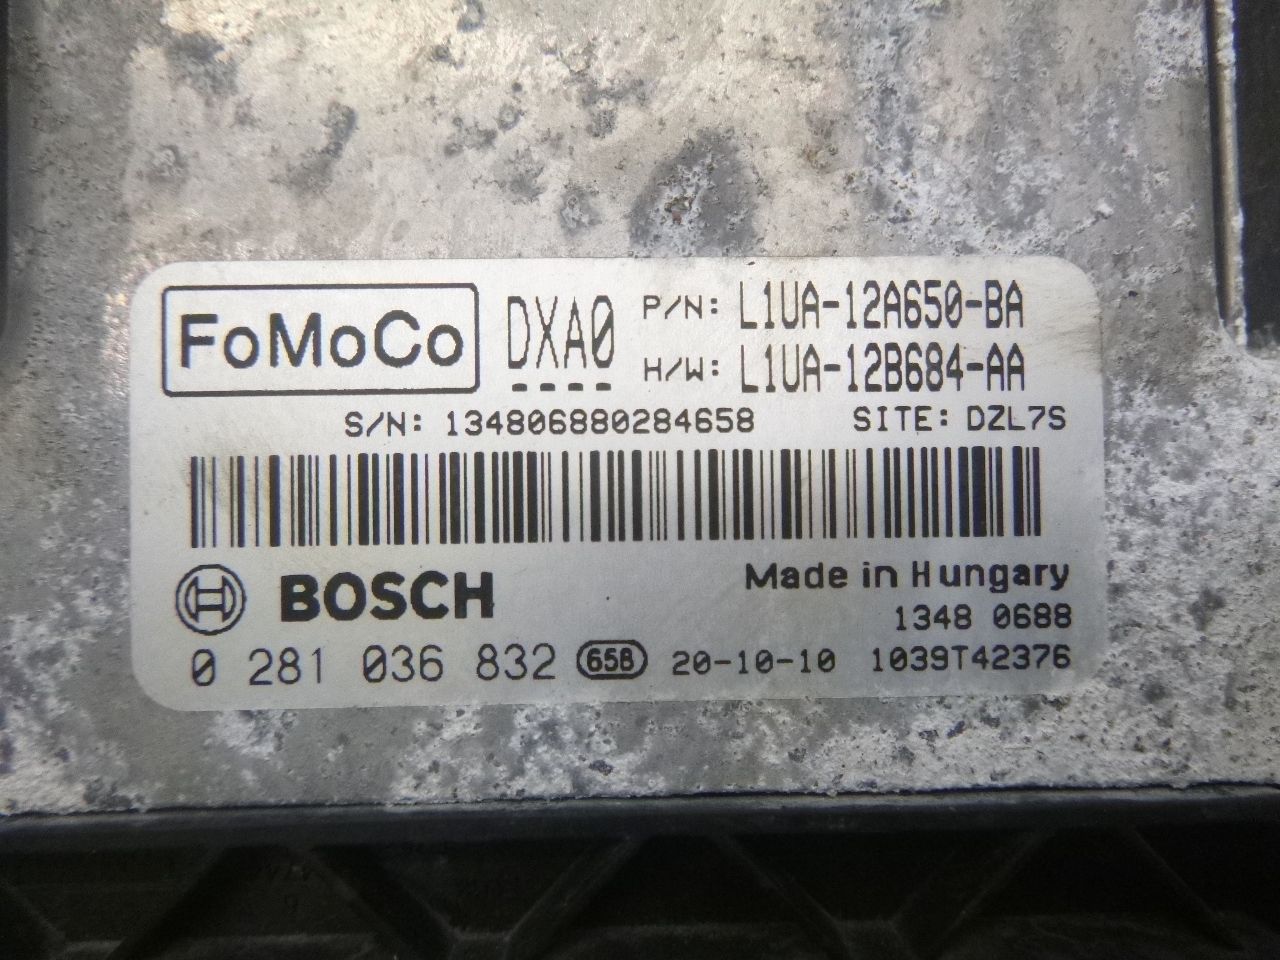 FoMoCo DXA0 P/N: L1UA-12A650-BA
H/W: L1UA-12B684-AA
S/N: 134806880284658 SITE: DZL7S
BOSCH Made in Hungary
1348 0688
0 281 036 832 65B 20-10-10 1039T42376